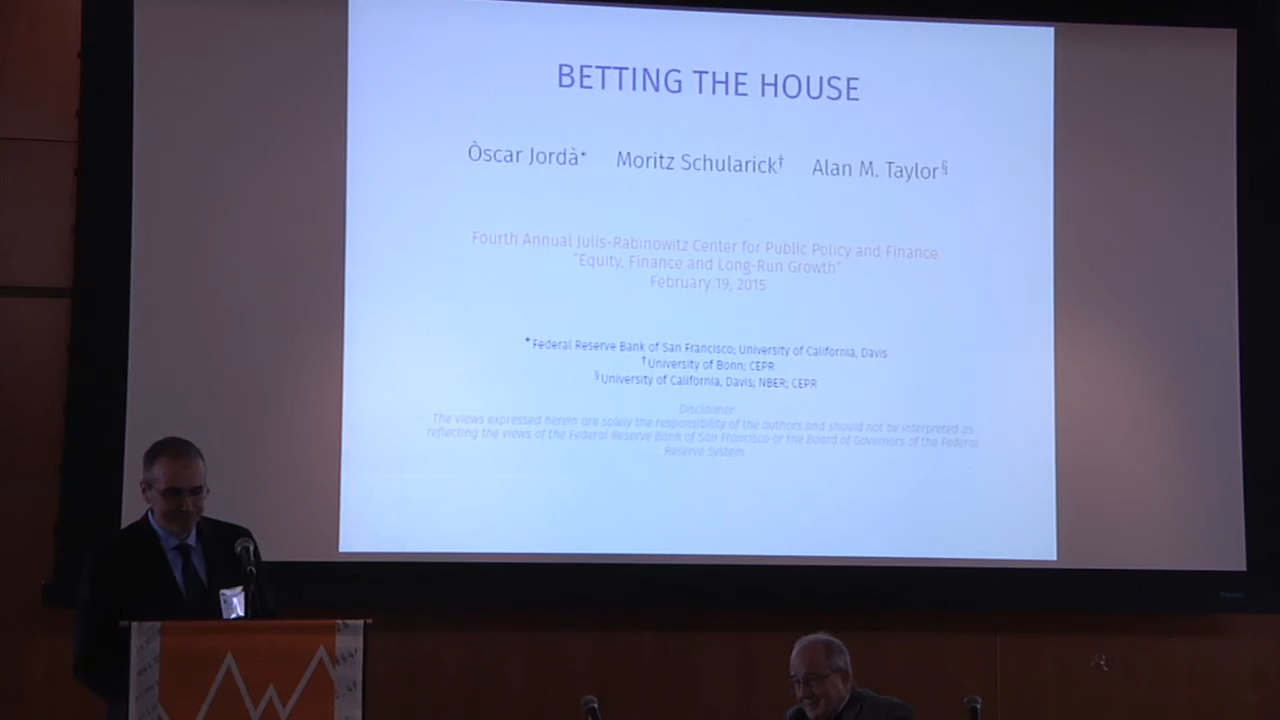 BETTING THE HOUSE
Òscar Jordà* Moritz Schularick† Alan M. Taylor§
Fourth Annual Julis-Rabinowitz Center for Public Policy and Finance
"Equity, Finance and Long-Run Growth"
February 19, 2015
*Federal Reserve Bank of San Francisco; University of California, Davis
†University of Bonn; CEPR
§University of California, Davis; NBER; CEPR
Disclaimer:
The views expressed herein are solely the responsibility of the authors and should not be interpreted as
reflecting the views of the Federal Reserve Bank of San Francisco or the Board of Governors of the Federal
Reserve System.